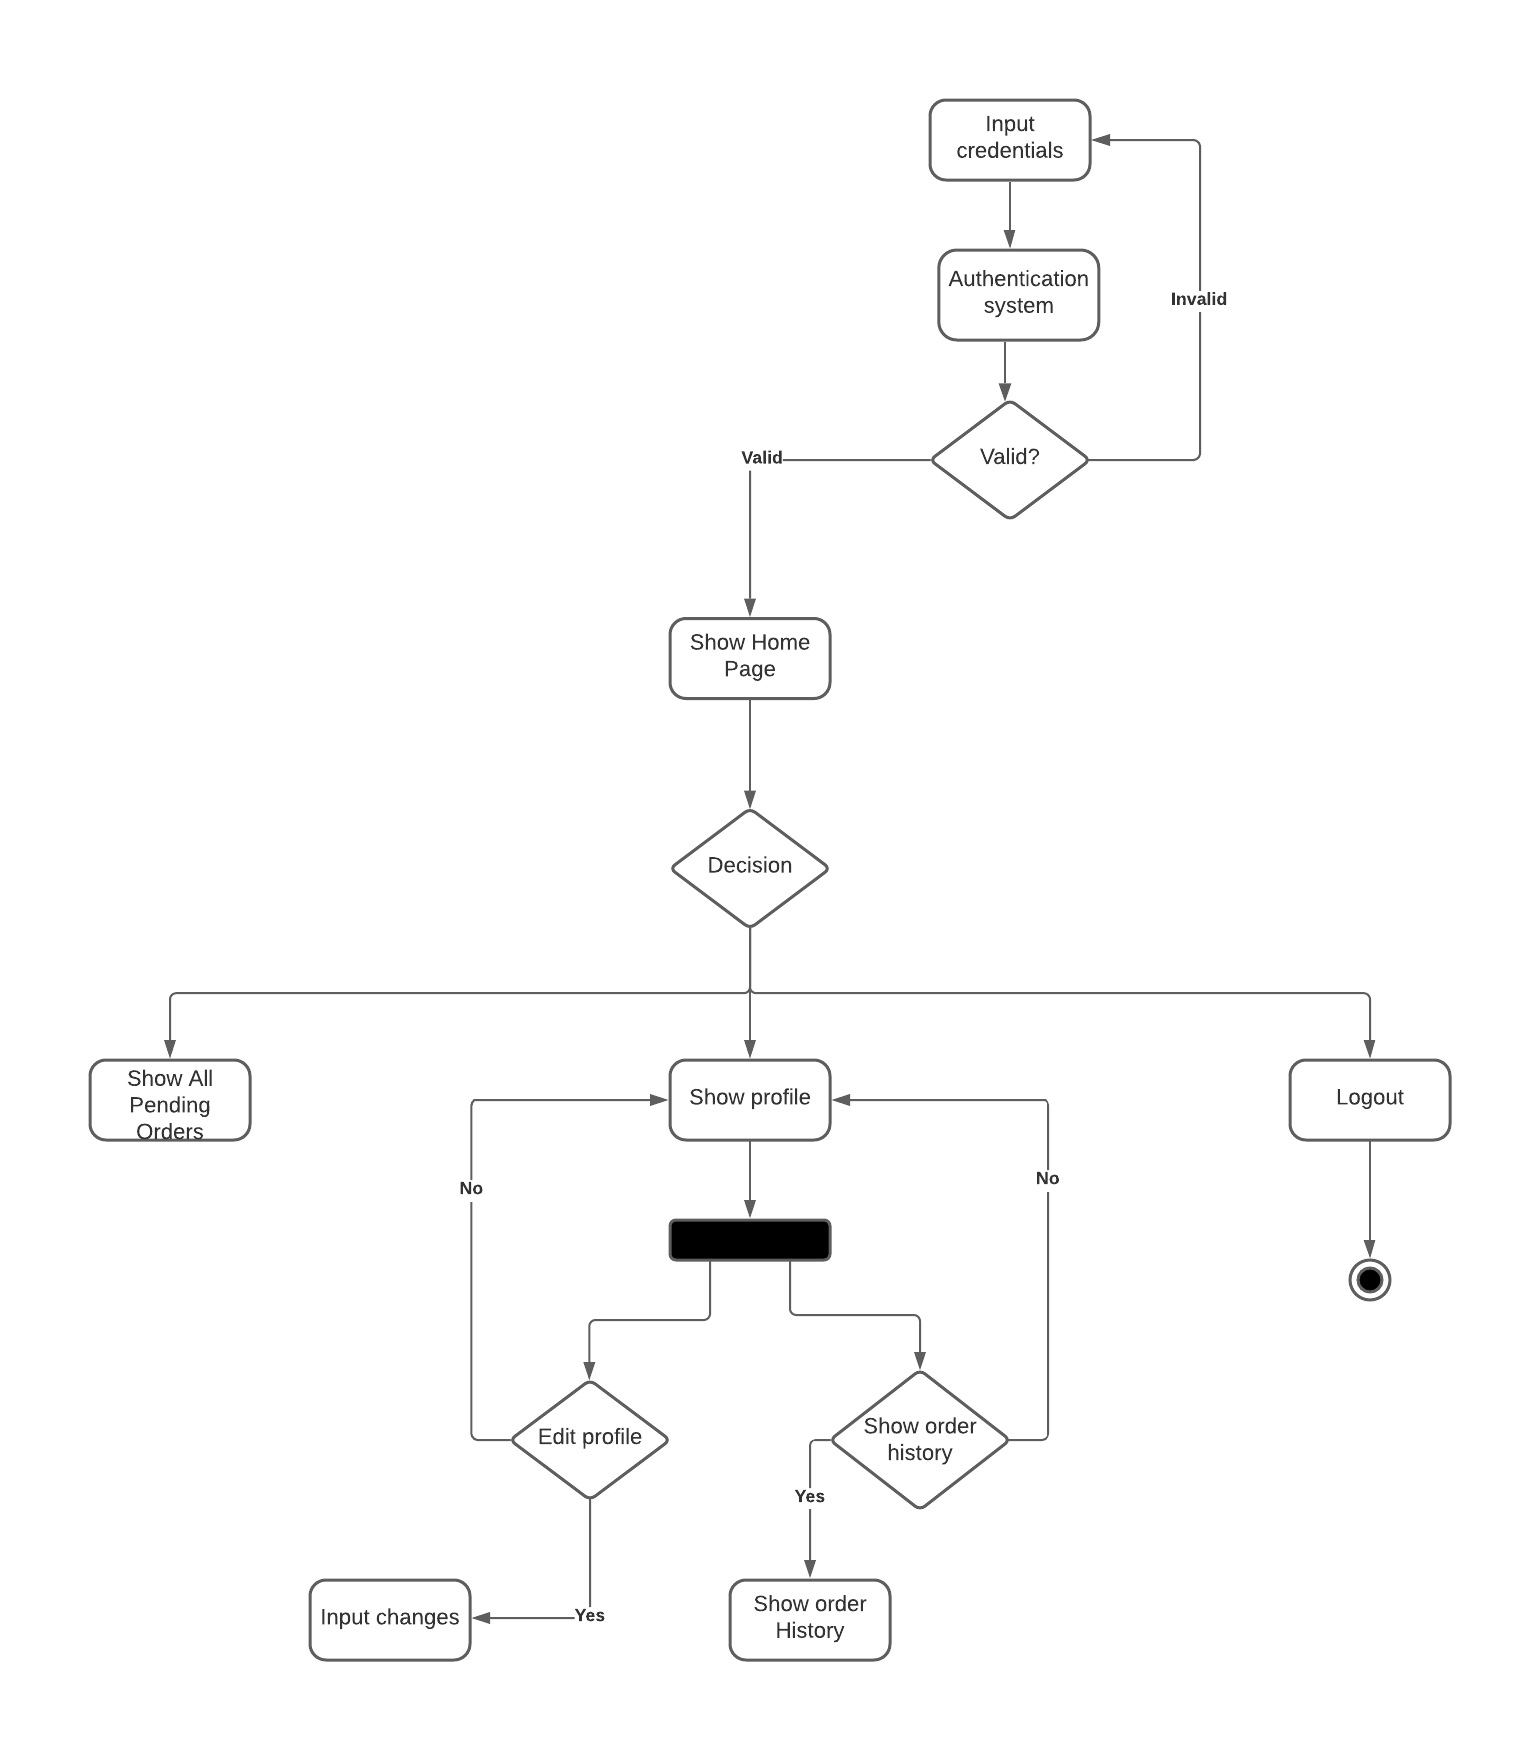 Input
credentials
Authentication
system
Invalid
Valid?
Valid
Show Home
Page
Decision
Show All
Pending
Orders
Show profile
Logout
No
No
Edit profile
Show order
history
Yes
Input changes
Yes
Show order
History